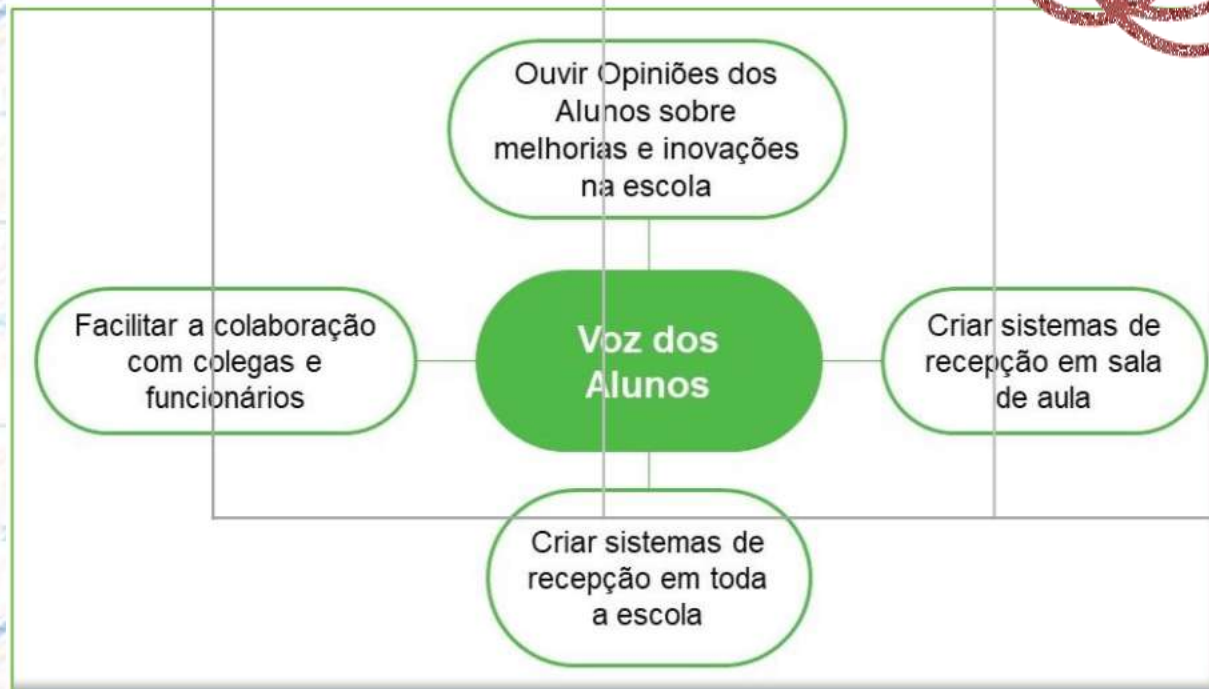 Ouvir Opiniões dos
Alunos sobre
melhorias e inovações
na escola
Facilitar a colaboração
com colegas e
funcionários
Voz dos
Alunos
Criar sistemas de
recepção em sala
de aula
Criar sistemas de
recepção em toda
a escola